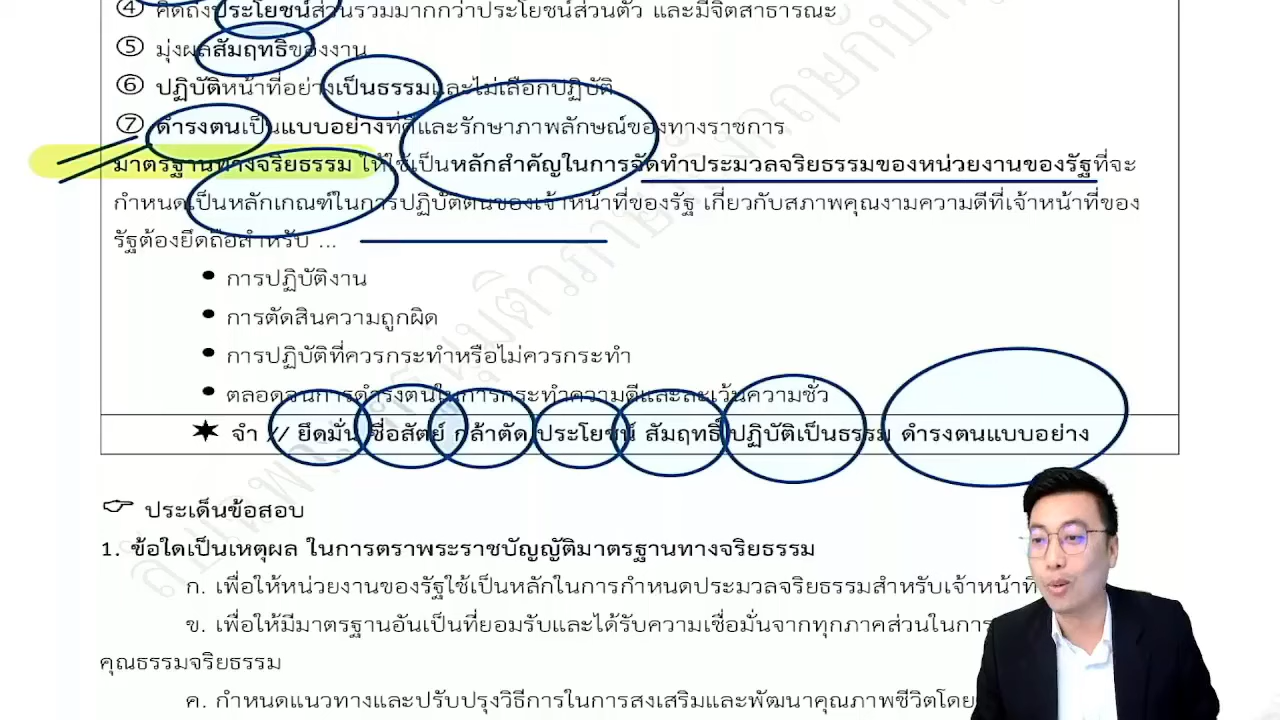 ④ คิดถึงประโยชน์ส่วนรวมมากกว่าประโยชน์ส่วนตัว และมีจิตสาธารณะ
⑤ มุ่งผลสัมฤทธิ์ของงาน
⑥ ปฏิบัติหน้าที่อย่างเป็นธรรมและไม่เลือกปฏิบัติ
⑦ ดำรงตนเป็นแบบอย่างที่ดีและรักษาภาพลักษณ์ของทางราชการ
มาตรฐานทางจริยธรรม ให้ใช้เป็นหลักสำคัญในการจัดทำประมวลจริยธรรมของหน่วยงานของรัฐที่จะ
กำหนดเป็นหลักเกณฑ์ในการปฏิบัติตนของเจ้าหน้าที่ของรัฐ เกี่ยวกับสภาพคุณงามความดีที่เจ้าหน้าที่ของ
รัฐต้องยึดถือสำหรับ ...
• การปฏิบัติงาน
• การตัดสินความถูกผิด
• การปฏิบัติที่ควรกระทำหรือไม่ควรกระทำ
• ตลอดจนการดำรงตนในการกระทำความดีและละเว้นความชั่ว
จำ // ยึดมั่น ซื่อสัตย์ กล้าตัด ประโยชน์ สัมฤทธิ์ ปฏิบัติเป็นธรรม ดำรงตนแบบอย่าง
ประเด็นข้อสอบ
1. ข้อใดเป็นเหตุผล ในการตราพระราชบัญญัติมาตรฐานทางจริยธรรม
ก. เพื่อให้หน่วยงานของรัฐใช้เป็นหลักในการกำหนดประมวลจริยธรรมสำหรับเจ้าหน้าที่
ข. เพื่อให้มีมาตรฐานอันเป็นที่ยอมรับและได้รับความเชื่อมั่นจากทุกภาคส่วนในการ
คุณธรรมจริยธรรม
ค. กำหนดแนวทางและปรับปรุงวิธีการในการส่งเสริมและพัฒนาคุณภาพชีวิตโดย